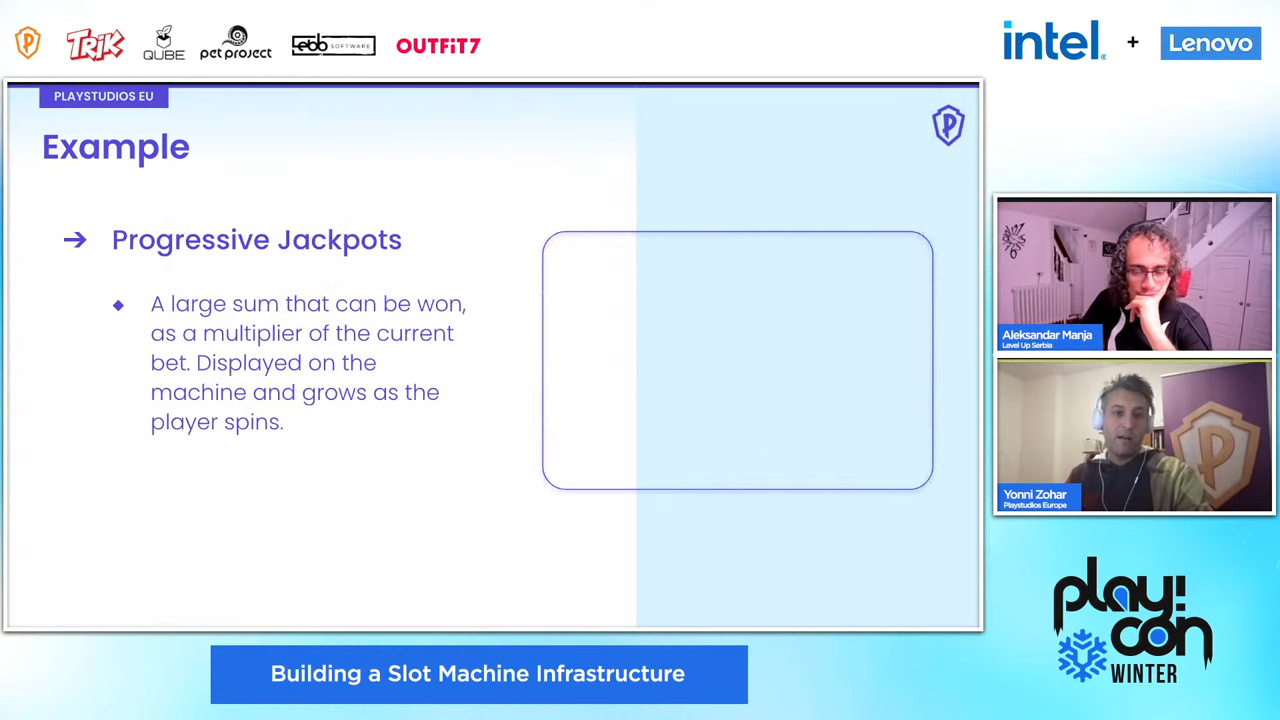 TRiK
QUBE
pet project
ebb SOFTWARE
OUTFiT7
intel + Lenovo
PLAYSTUDIOS EU
Example
➔ Progressive Jackpots
◆ A large sum that can be won,
as a multiplier of the current
bet. Displayed on the
machine and grows as the
player spins.
Aleksandar Manja
Level Up Serbia
Yonni Zohar
Playstudios Europe
play!
con
WINTER
Building a Slot Machine Infrastructure